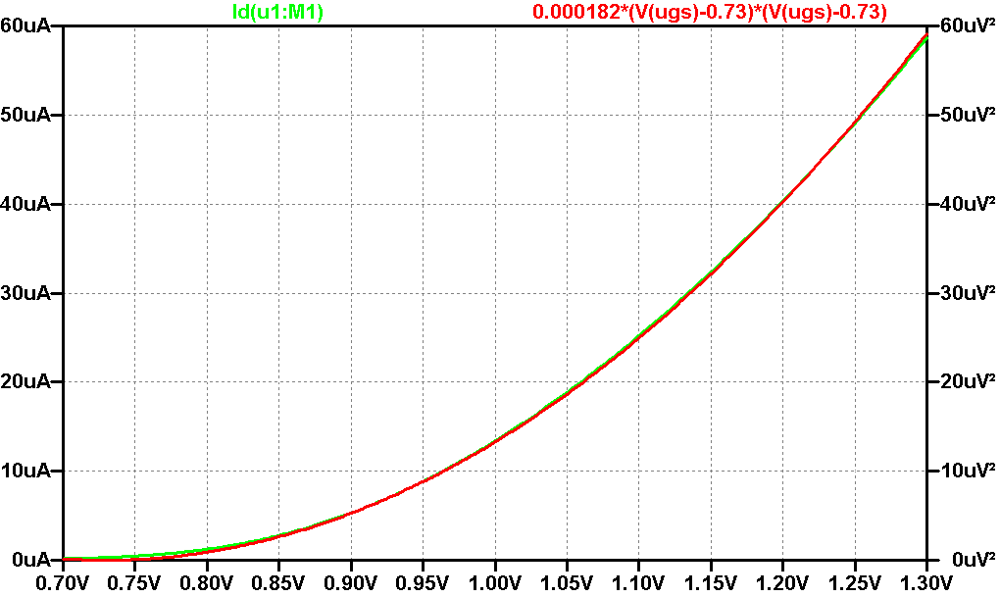 Id(u1:M1) 0.000182*(V(ugs)-0.73)*(V(ugs)-0.73)
60uA 60uV²
50uA 50uV²
40uA 40uV²
30uA 30uV²
20uA 20uV²
10uA 10uV²
0uA 0uV²
0.70V 0.75V 0.80V 0.85V 0.90V 0.95V 1.00V 1.05V 1.10V 1.15V 1.20V 1.25V 1.30V